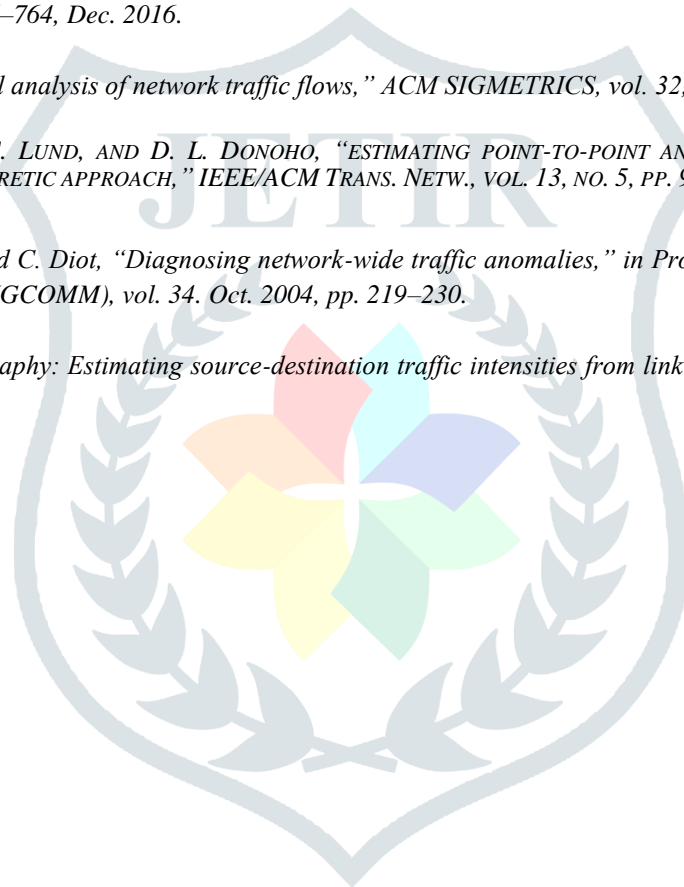 –764, Dec. 2016.
l analysis of network traffic flows,” ACM SIGMETRICS, vol. 32,
JETIR
. LUND, AND D. L. DONOHO, “ESTIMATING POINT-TO-POINT AN
RETIC APPROACH,” IEEE/ACM TRANS. NETW., VOL. 13, NO. 5, PP. 9
d C. Diot, “Diagnosing network-wide traffic anomalies,” in Pro
GCOMM), vol. 34. Oct. 2004, pp. 219–230.
aphy: Estimating source-destination traffic intensities from link